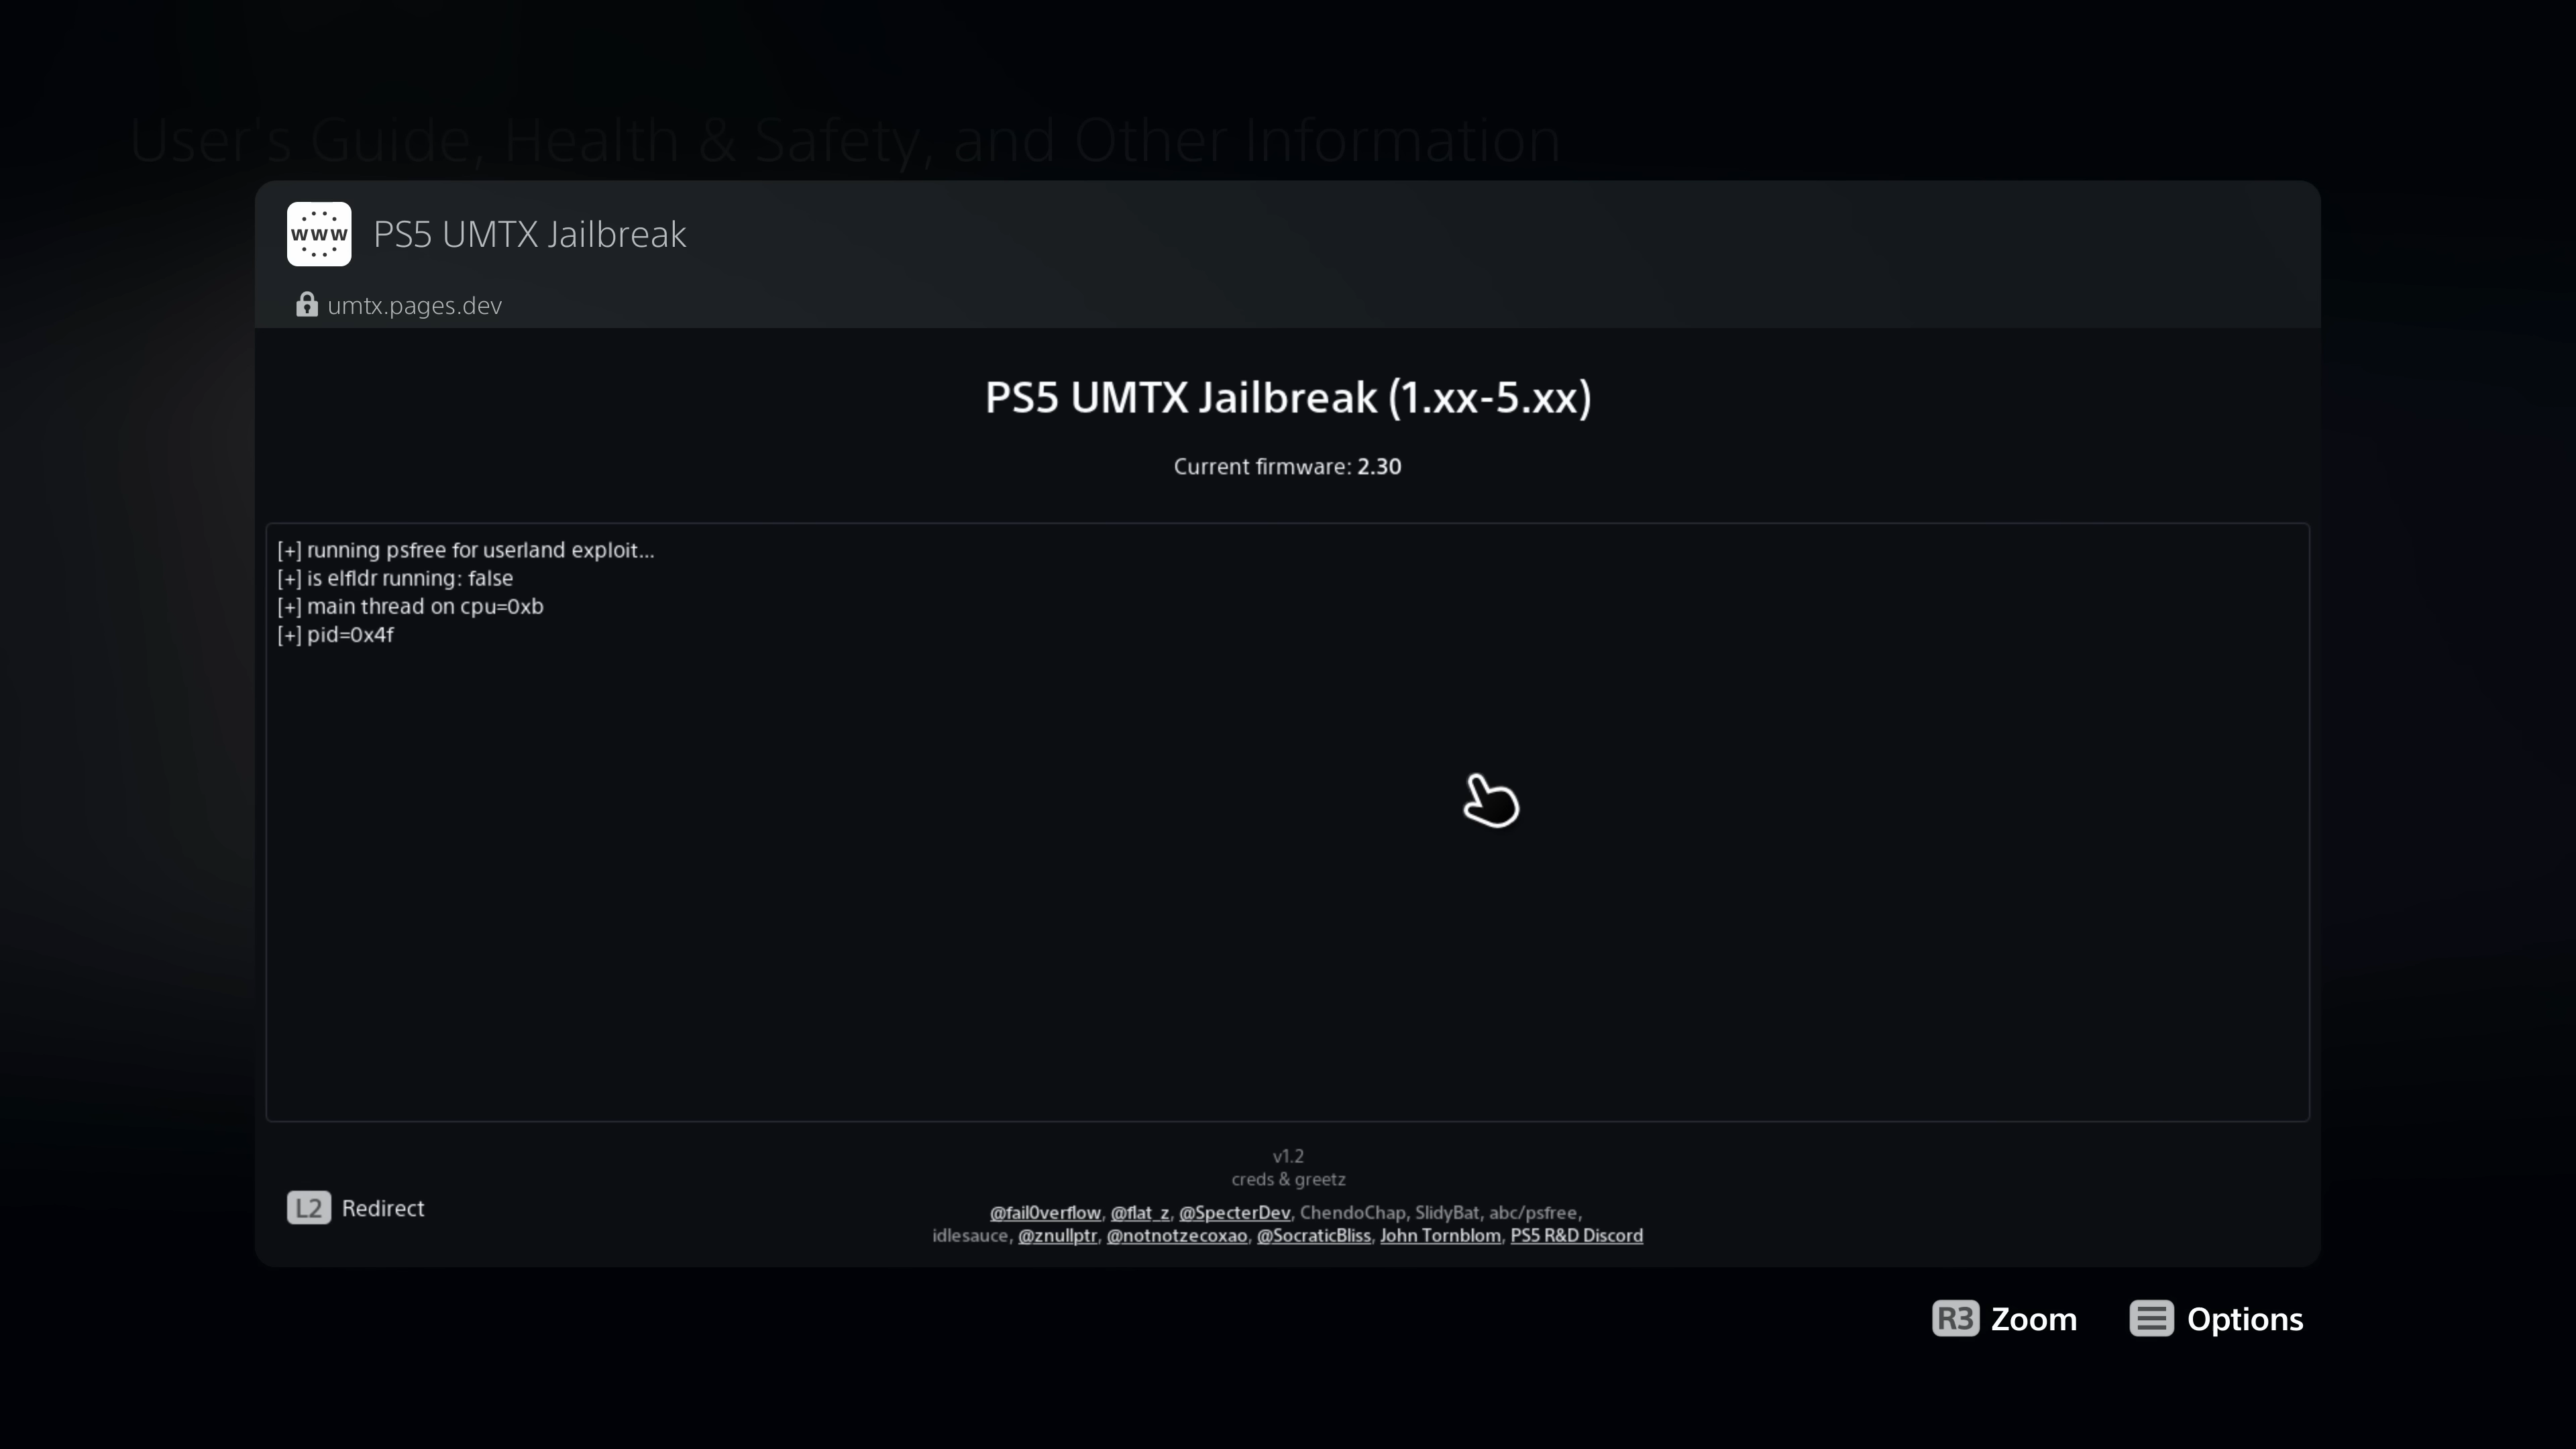 User's Guide, Health & Safety, and Other Information
www
PS5 UMTX Jailbreak
umtx.pages.dev
PS5 UMTX Jailbreak (1.xx-5.xx)
Current firmware: 2.30
[+] running psfree for userland exploit...
[+] is elfldr running: false
[+] main thread on cpu=0xb
[+] pid=0x4f
v1.2
creds & greetz
L2 Redirect
@fail0verflow, @flat_z, @SpecterDev, ChendoChap, SlidyBat, abc/psfree,
idlesauce, @znullptr, @notnotzecoxao, @SocraticBliss, John Tornblom, PS5 R&D Discord
R3 Zoom Options